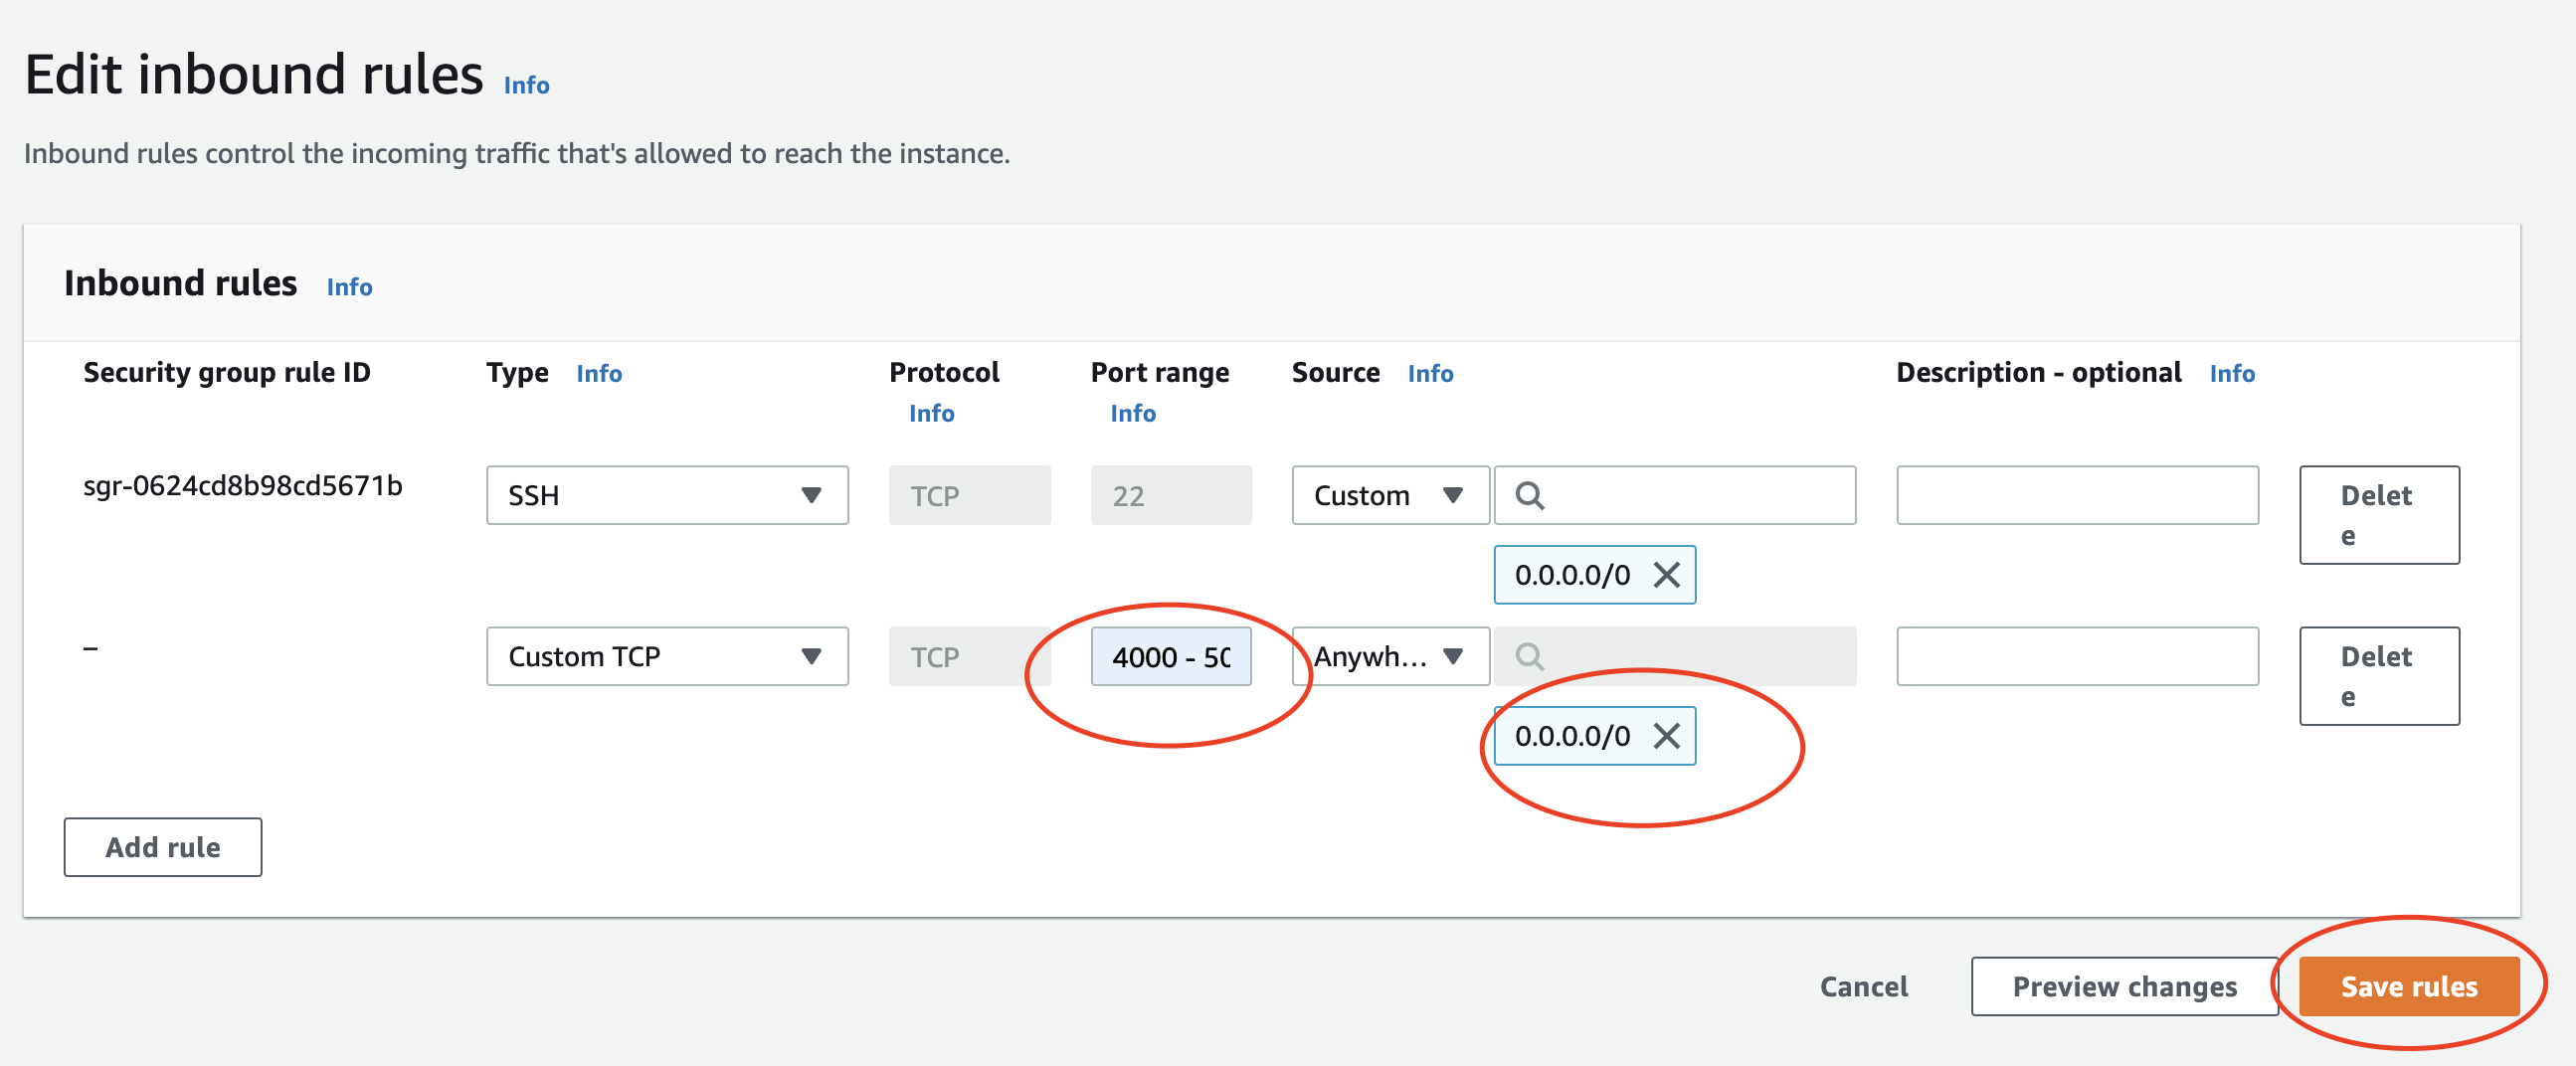 Edit inbound rules Info
Inbound rules control the incoming traffic that's allowed to reach the instance.
Inbound rules Info
Security group rule ID Type Info Protocol Info Port range Info Source Info Description - optional Info
sgr-0624cd8b98cd5671b SSH TCP 22 Custom Delete
0.0.0.0/0
– Custom TCP TCP 4000 - 50 Anywh... Delete
0.0.0.0/0
Add rule
Cancel Preview changes Save rules